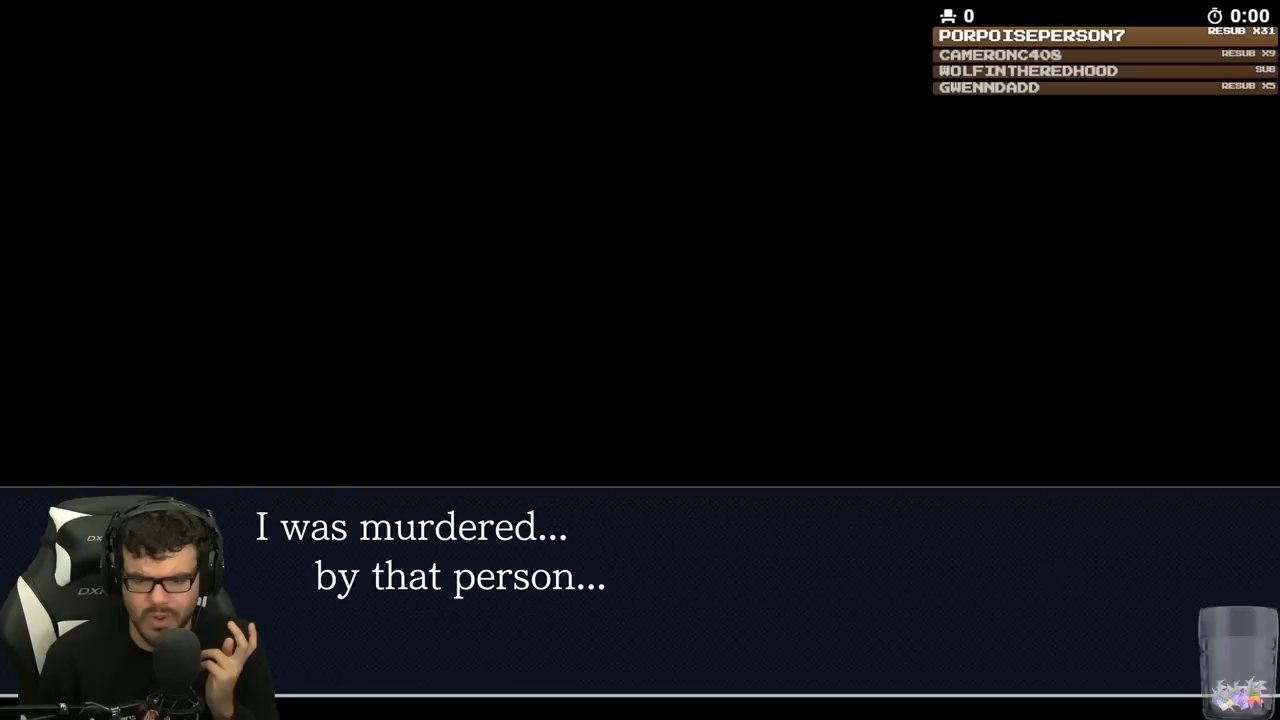 0 0:00
PORPOISEPERSON7 RESUB X31
CAMERONC408 RESUB X9
WOLFINTHEREDHOOD SUB
GWENNDADD RESUB X5
I was murdered...
by that person...